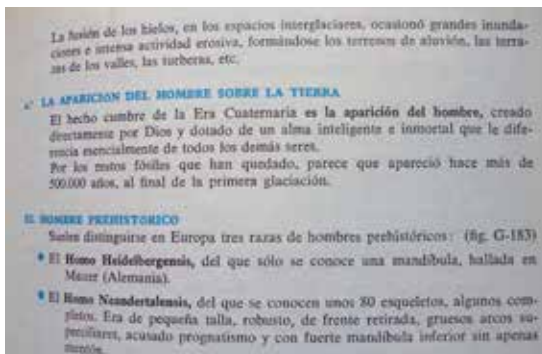 La fusión de los hielos, en los espacios interglaciares, ocasionó grandes inunda-
ciones e intensa actividad erosiva, formándose los terrenos de aluvión, las terra-
zas de los valles, las turberas, etc.
LA APARICION DEL HOMBRE SOBRE LA TIERRA
El hecho cumbre de la Era Cuaternaria es la aparición del hombre, creado
directamente por Dios y dotado de un alma inteligente e inmortal que le dife-
rencia esencialmente de todos los demás seres.
Por los restos fósiles que han quedado, parece que apareció hace más de
500.000 años, al final de la primera glaciación.
EL HOMBRE PREHISTORICO
Suelen distinguirse en Europa tres razas de hombres prehistóricos: (fig. G-183)
• El Homo Heidelbergensis, del que sólo se conoce una mandíbula, hallada en
Mauer (Alemania).
• El Homo Neandertalensis, del que se conocen unos 80 esqueletos, algunos com-
pletos. Era de pequeña talla, robusto, de frente retirada, gruesos arcos su-
perciliares, acusado prognatismo y con fuerte mandíbula inferior sin apenas
mentón.